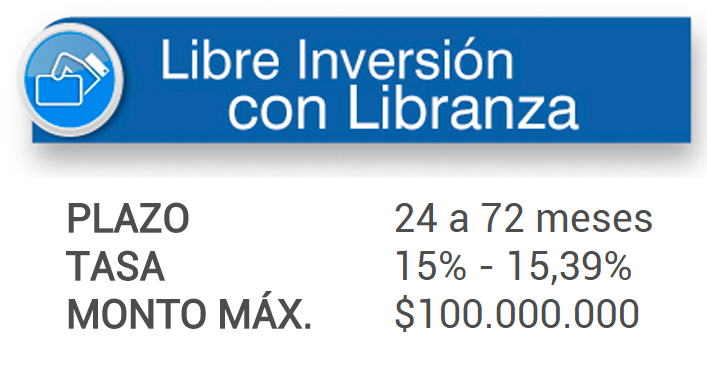 Libre Inversión
con Libranza
PLAZO 24 a 72 meses
TASA 15% - 15,39%
MONTO MÁX. $100.000.000